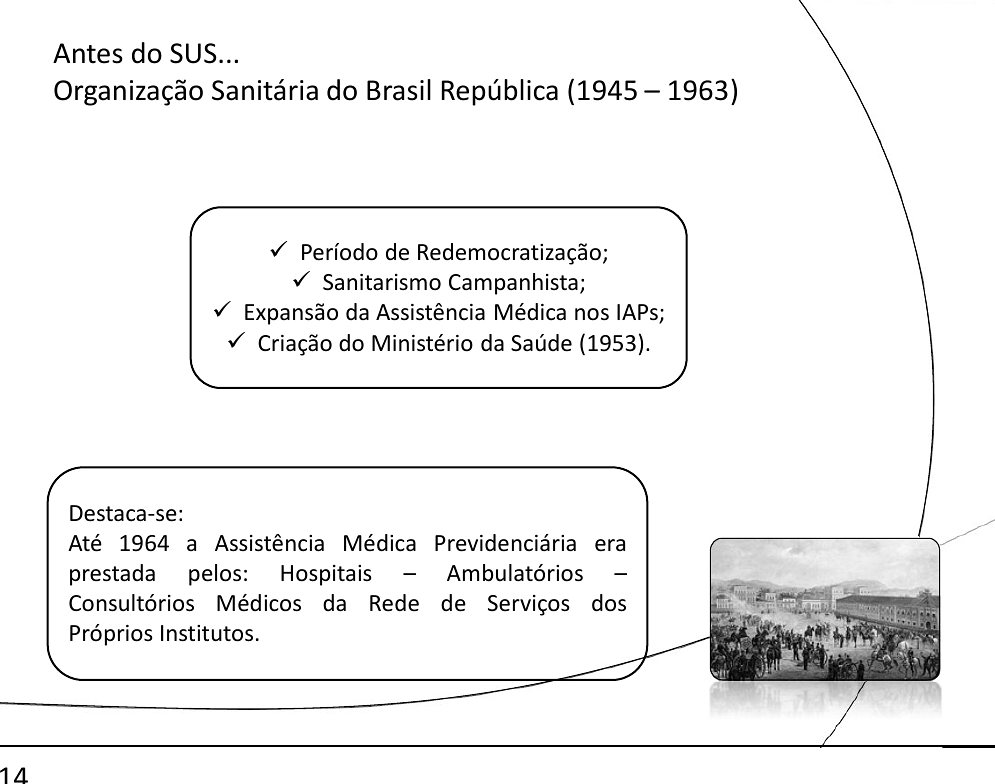 Antes do SUS...
Organização Sanitária do Brasil República (1945 – 1963)
✓ Período de Redemocratização;
✓ Sanitarismo Campanhista;
✓ Expansão da Assistência Médica nos IAPs;
✓ Criação do Ministério da Saúde (1953).
Destaca-se:
Até 1964 a Assistência Médica Previdenciária era
prestada pelos: Hospitais – Ambulatórios –
Consultórios Médicos da Rede de Serviços dos
Próprios Institutos.
14